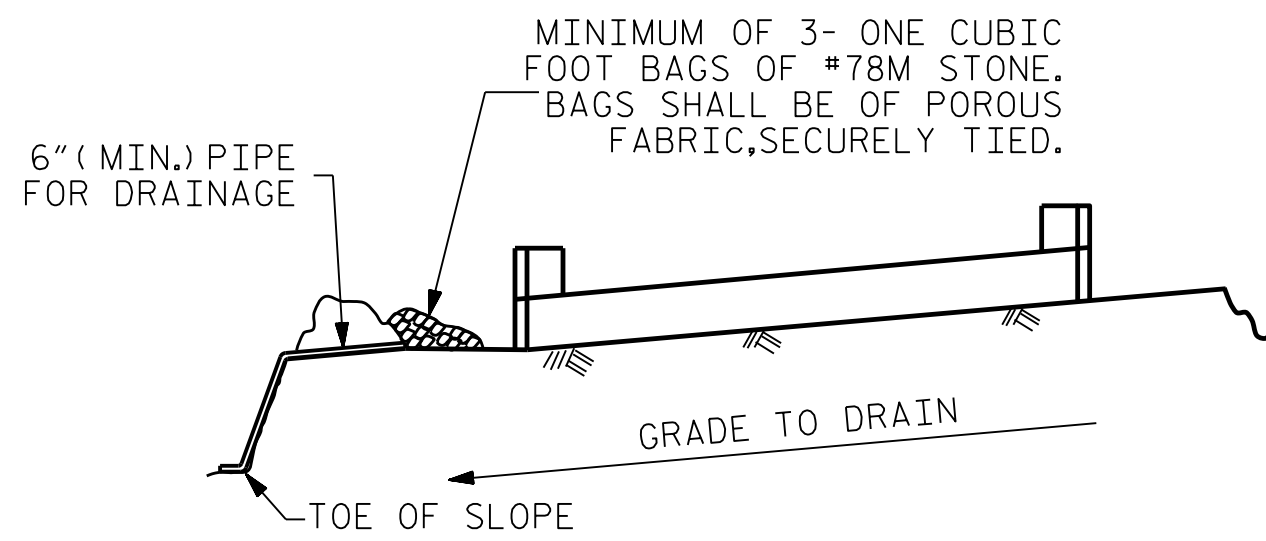 MINIMUM OF 3- ONE CUBIC
FOOT BAGS OF #78M STONE.
BAGS SHALL BE OF POROUS
FABRIC,SECURELY TIED.
6"(MIN.) PIPE
FOR DRAINAGE
GRADE TO DRAIN
TOE OF SLOPE